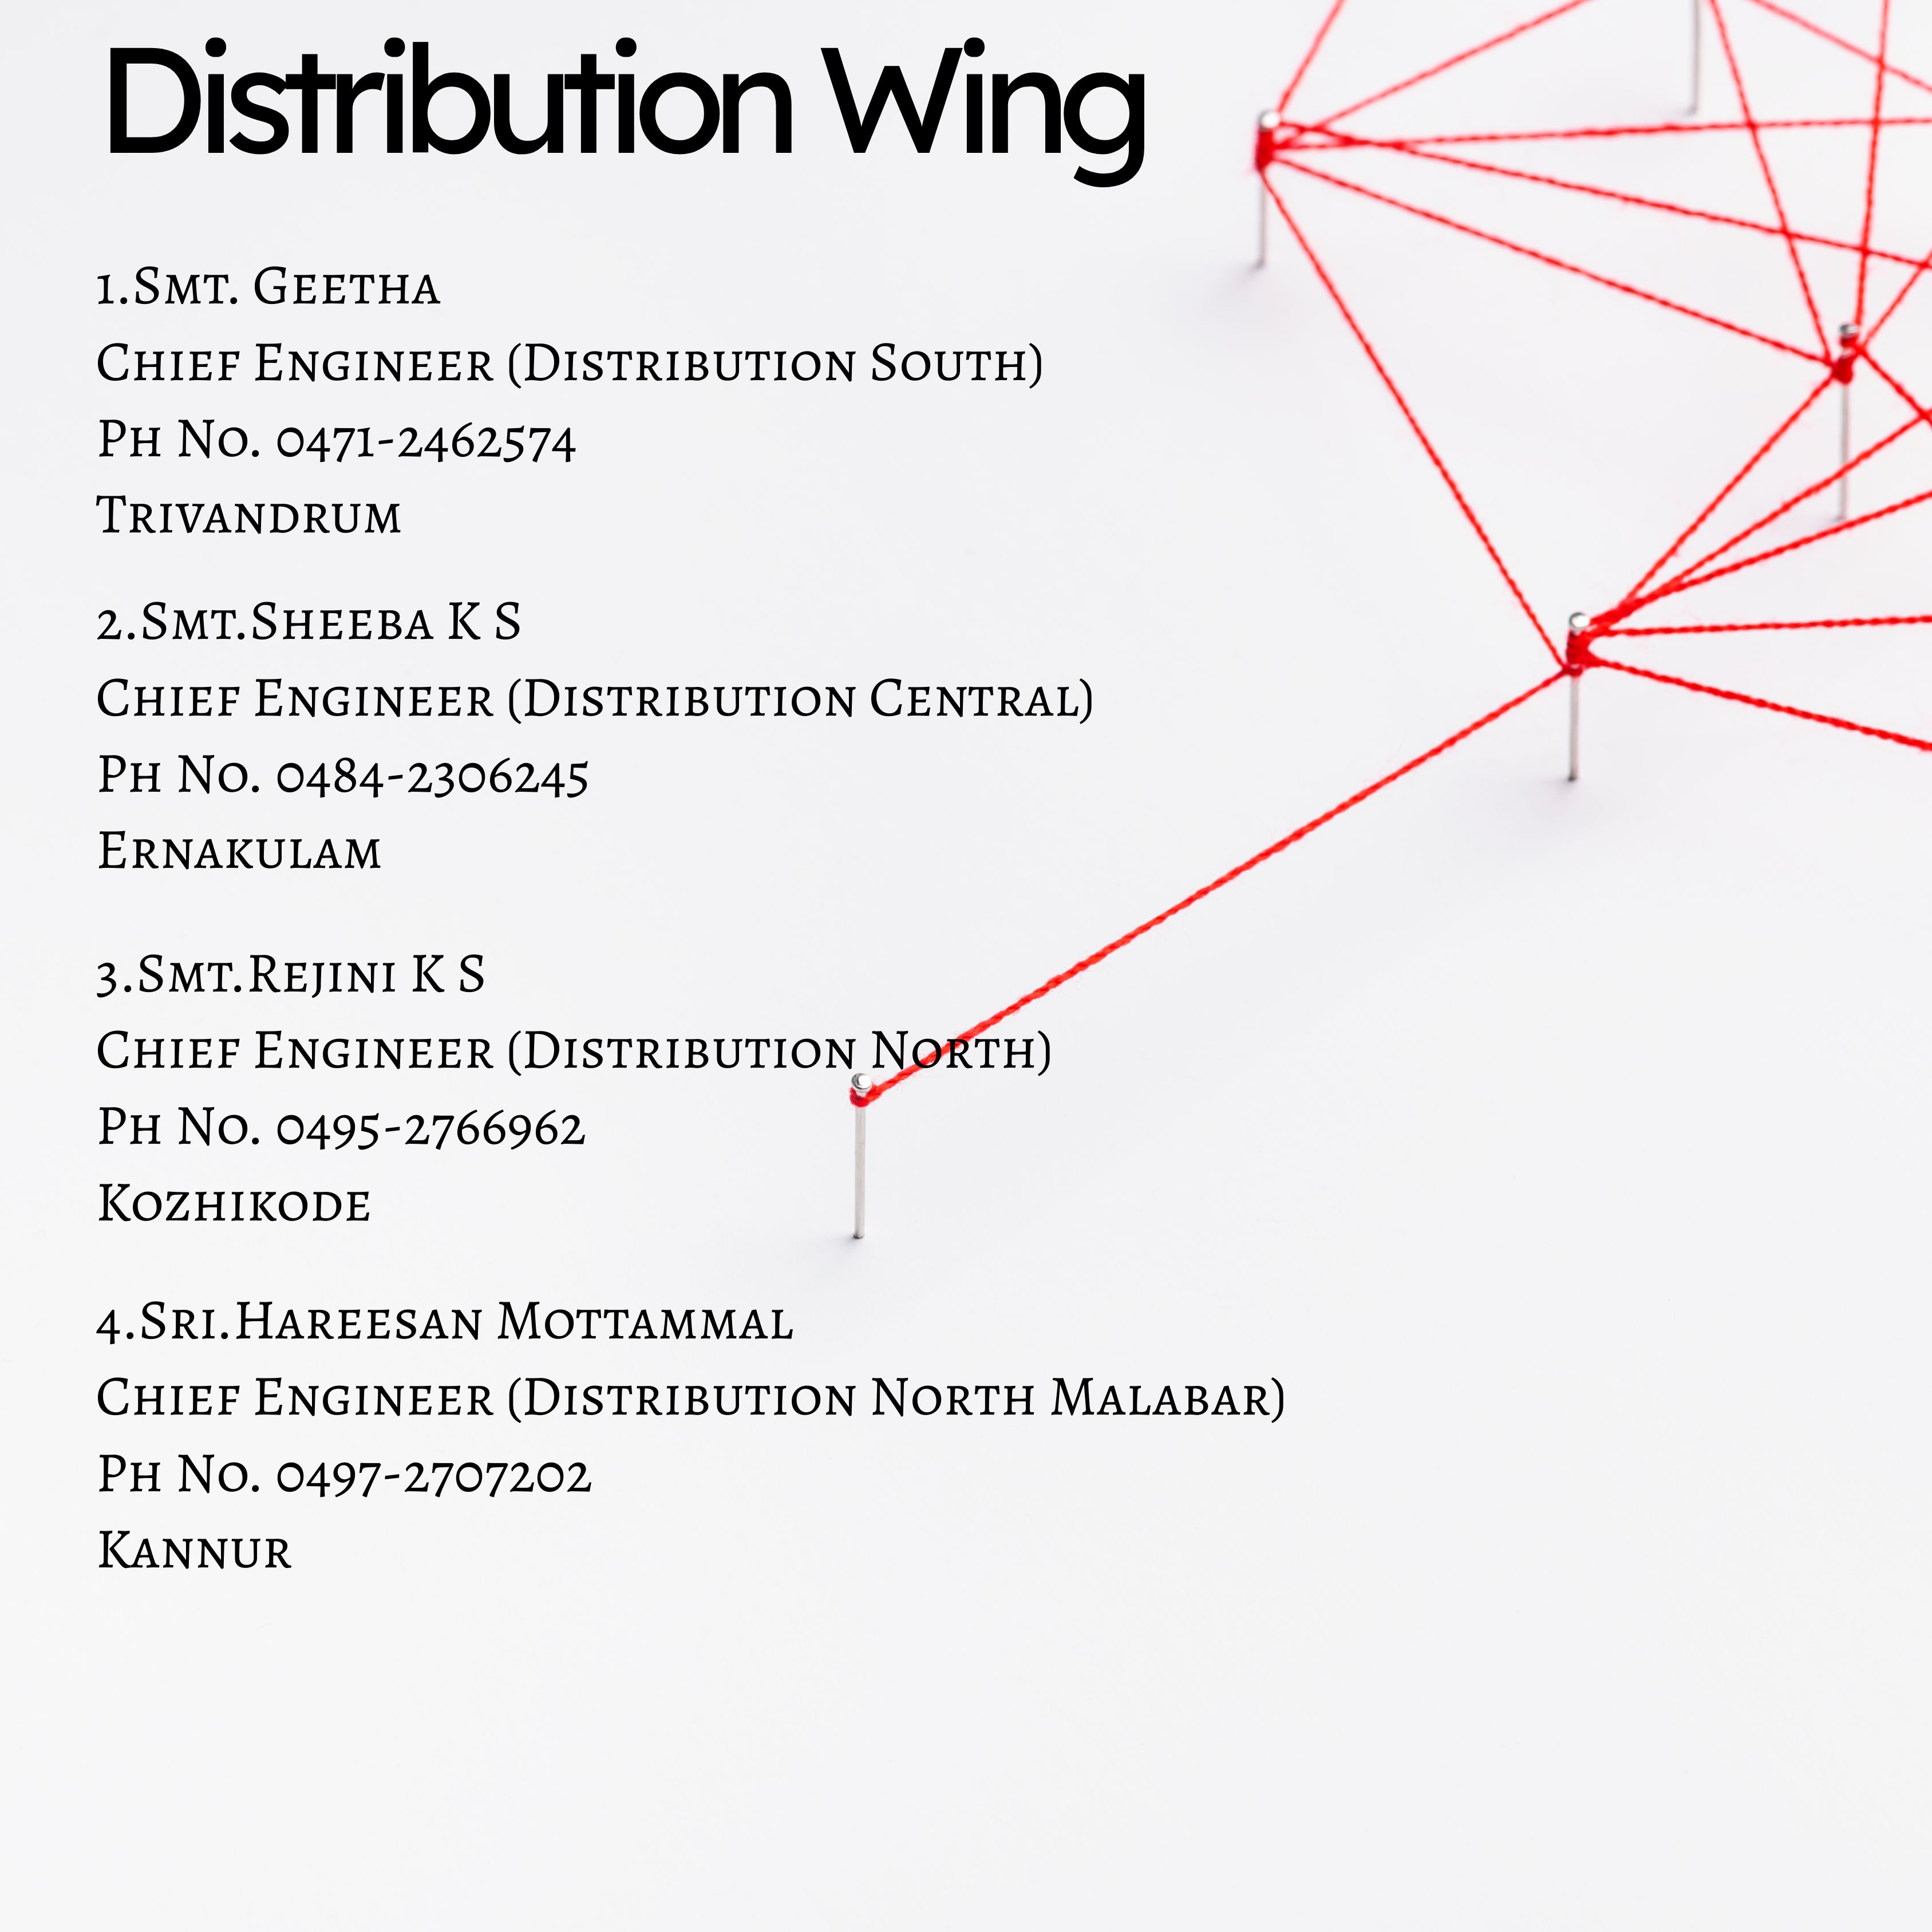 Distribution Wing
1.Smt. Geetha
Chief Engineer (Distribution South)
Ph No. 0471-2462574
Trivandrum
2.Smt.Sheeba K S
Chief Engineer (Distribution Central)
Ph No. 0484-2306245
Ernakulam
3.Smt.Rejini K S
Chief Engineer (Distribution North)
Ph No. 0495-2766962
Kozhikode
4.Sri.Hareesan Mottammal
Chief Engineer (Distribution North Malabar)
Ph No. 0497-2707202
Kannur